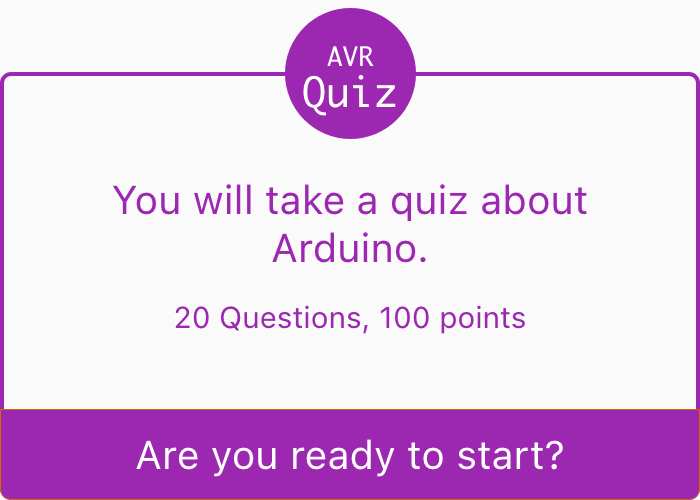 AVR
Quiz
You will take a quiz about
Arduino.
20 Questions, 100 points
Are you ready to start?